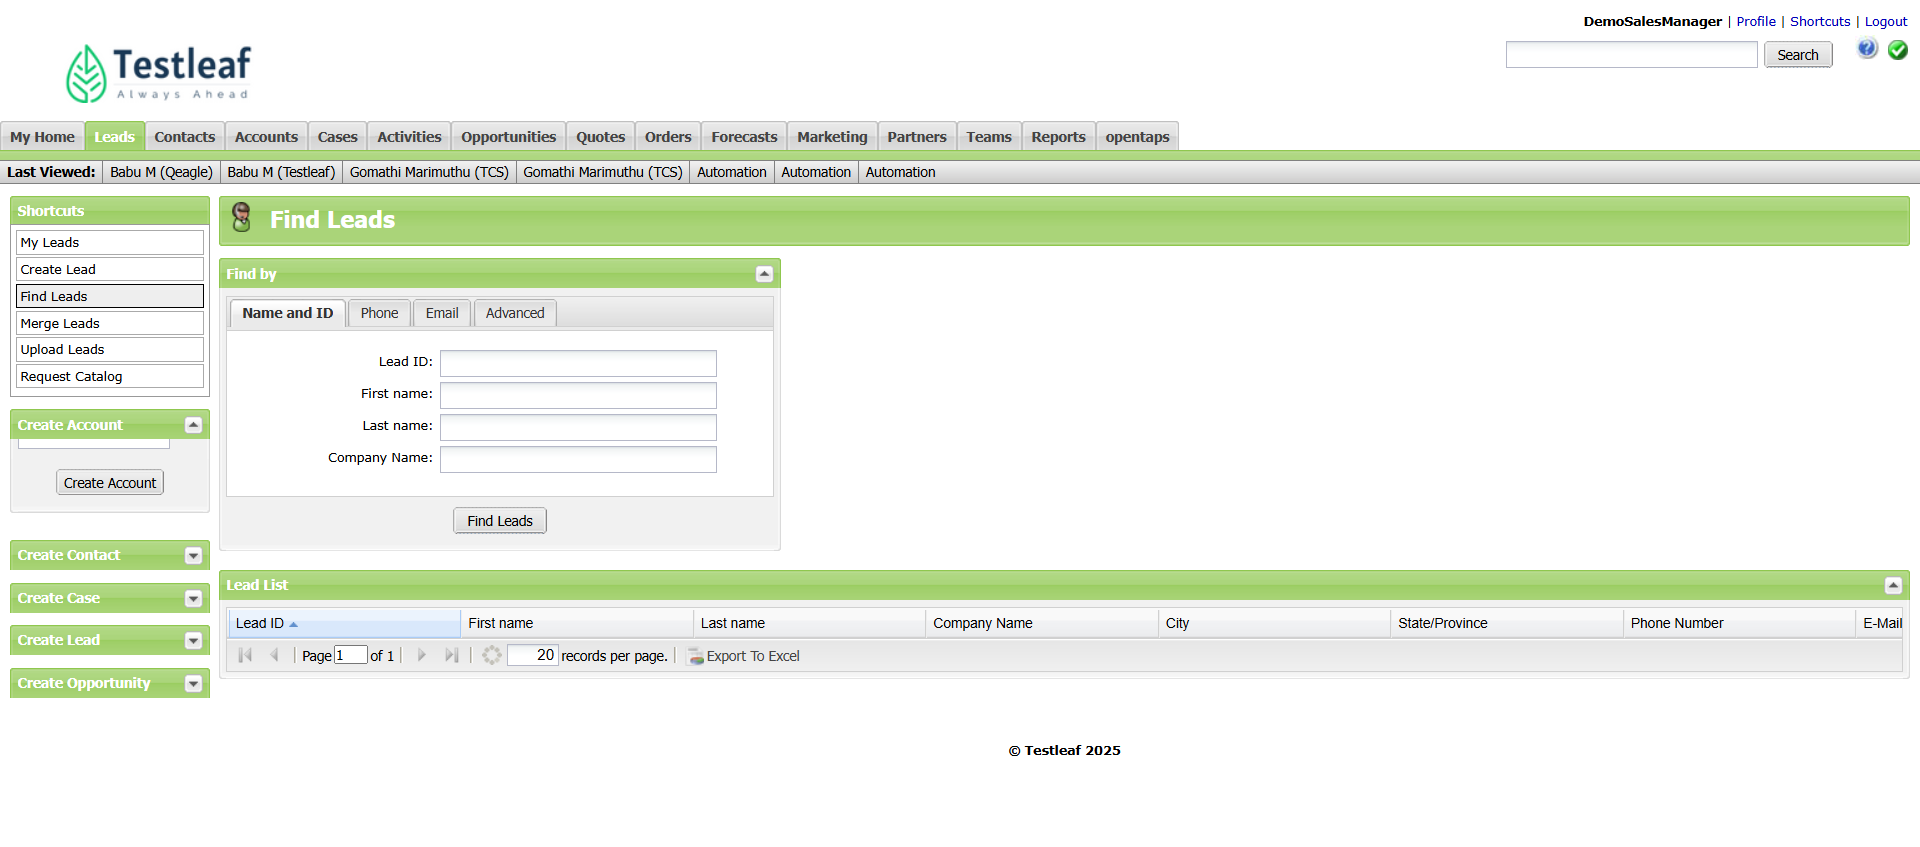 DemoSalesManager | Profile | Shortcuts | Logout
Testleaf
Always Ahead
Search
My Home Leads Contacts Accounts Cases Activities Opportunities Quotes Orders Forecasts Marketing Partners Teams Reports opentaps
Last Viewed: Babu M (Qeagle) Babu M (Testleaf) Gomathi Marimuthu (TCS) Gomathi Marimuthu (TCS) Automation Automation Automation
Shortcuts
My Leads
Create Lead
Find Leads
Merge Leads
Upload Leads
Request Catalog
Create Account
Create Account
Create Contact
Create Case
Create Lead
Create Opportunity
Find Leads
Find by
Name and ID Phone Email Advanced
Lead ID:
First name:
Last name:
Company Name:
Find Leads
Lead List
Lead ID First name Last name Company Name City State/Province Phone Number E-Mail
Page 1 of 1 20 records per page. Export To Excel
© Testleaf 2025